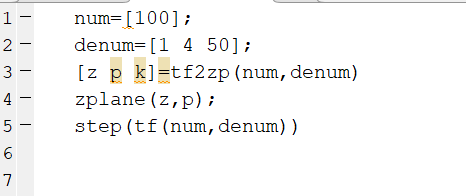 1 – num=[100];
2 – denum=[1 4 50];
3 – [z p k]=tf2zp(num,denum)
4 – zplane(z,p);
5 – step(tf(num,denum))
6
7